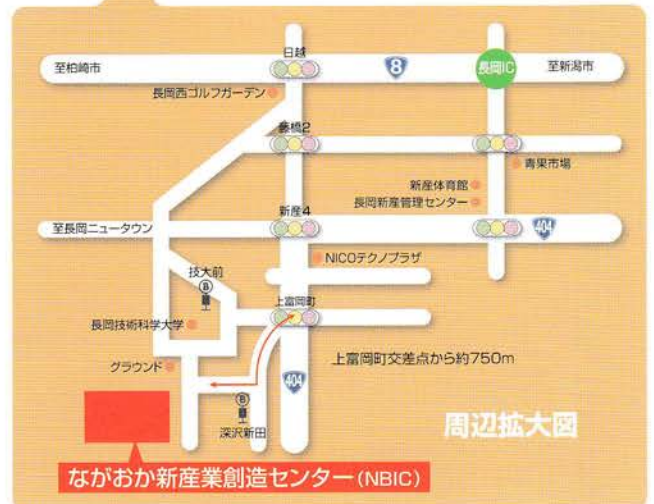 日越
至柏崎市
8
長岡IC
至新潟市
長岡西ゴルフガーデン
藤橋2
青果市場
新産体育館
長岡新産管理センター
新産4
至長岡ニュータウン
404
NICOテクノプラザ
技大前
B
上富岡町
長岡技術科学大学
上富岡町交差点から約750m
グラウンド
404
B
深沢新田
周辺拡大図
ながおか新産業創造センター(NBIC)